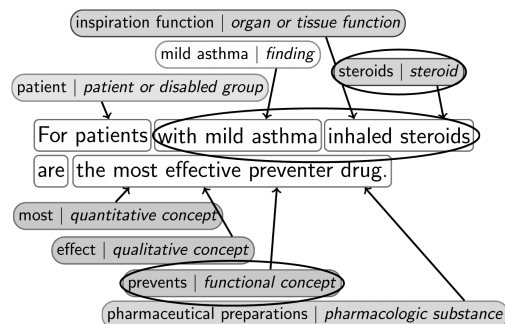 inspiration function | organ or tissue function
mild asthma | finding
steroids | steroid
patient | patient or disabled group
For patients with mild asthma inhaled steroids
are the most effective preventer drug.
most | quantitative concept
effect | qualitative concept
prevents | functional concept
pharmaceutical preparations | pharmacologic substance